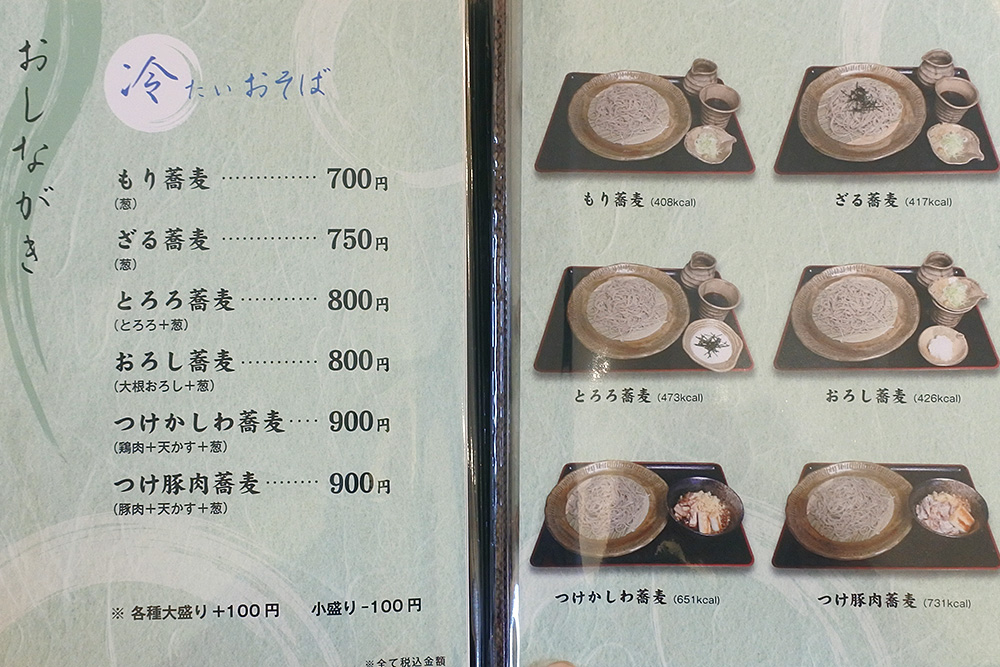 おしながき
冷たいおそば
もり蕎麦 ‥‥‥‥‥‥‥ 700円
(葱)
ざる蕎麦 ‥‥‥‥‥‥‥ 750円
(葱)
とろろ蕎麦 ‥‥‥‥‥‥ 800円
(とろろ+葱)
おろし蕎麦 ‥‥‥‥‥‥ 800円
(大根おろし+葱)
つけかしわ蕎麦 ‥‥ 900円
(鶏肉+天かす+葱)
つけ豚肉蕎麦 ‥‥‥‥ 900円
(豚肉+天かす+葱)
※ 各種大盛り+100円 小盛り-100円
※全て税込金額
もり蕎麦 (408kcal)
ざる蕎麦 (417kcal)
とろろ蕎麦 (473kcal)
おろし蕎麦 (426kcal)
つけかしわ蕎麦 (651kcal)
つけ豚肉蕎麦 (731kcal)